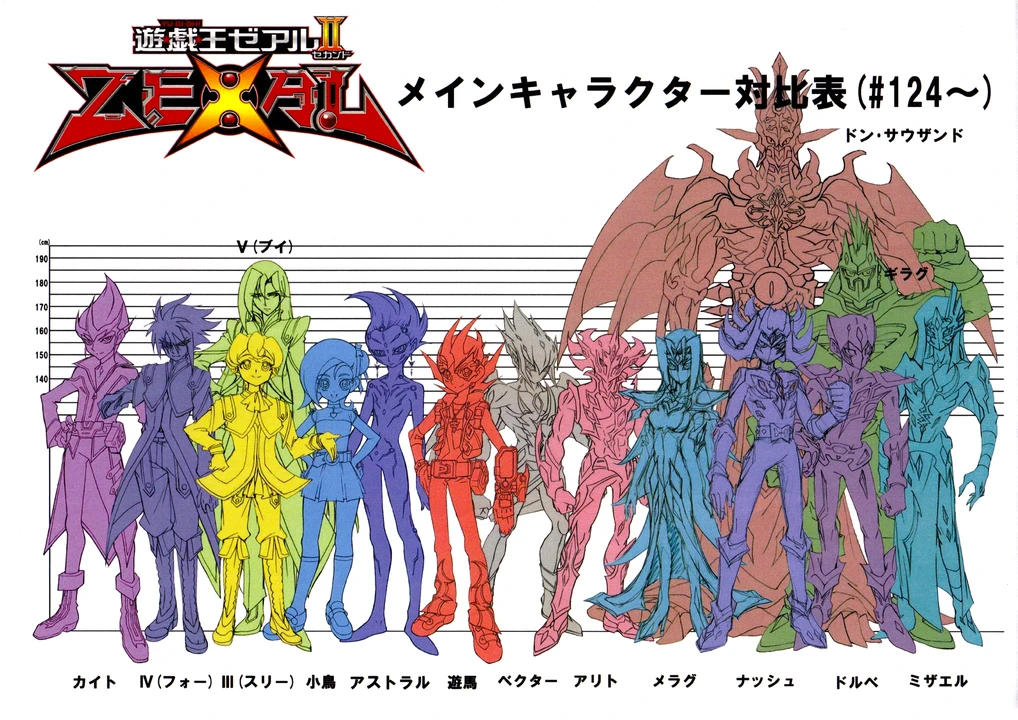 遊☆戯☆王ゼアルⅡ
セカンド
ZEXAL
メインキャラクター対比表(#124～)
ドン・サウザンド
Ⅴ(ブイ)
ギラグ
(cm)
190
180
170
160
150
140
カイト Ⅳ(フォー) Ⅲ(スリー) 小鳥 アストラル 遊馬 ベクター アリト メラグ ナッシュ ドルベ ミザエル